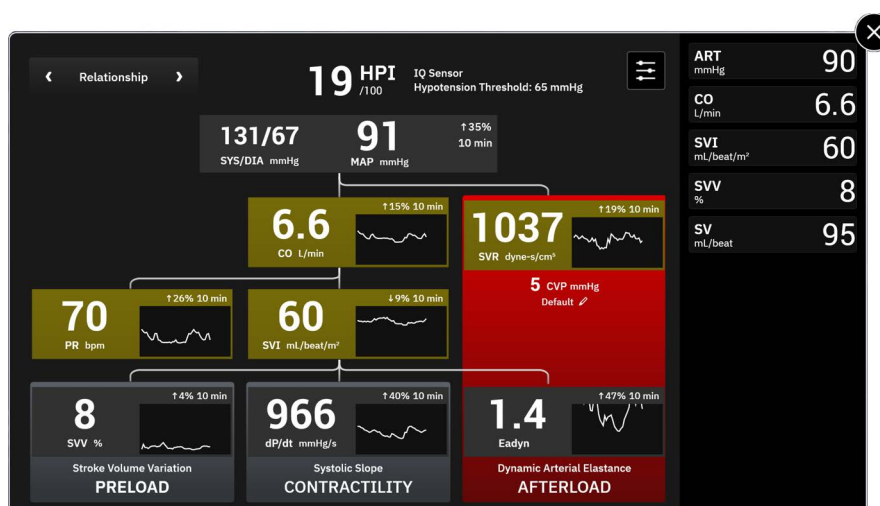 Relationship
19 HPI /100
IQ Sensor
Hypotension Threshold: 65 mmHg
131/67
SYS/DIA mmHg
91
MAP mmHg
↑35%
10 min
6.6
CO L/min
↑15% 10 min
1037
SVR dyne-s/cm⁵
↑19% 10 min
5 CVP mmHg
Default
70
PR bpm
↑26% 10 min
60
SVI mL/beat/m²
↓9% 10 min
8
SVV %
↑4% 10 min
Stroke Volume Variation
PRELOAD
966
dP/dt mmHg/s
↑40% 10 min
Systolic Slope
CONTRACTILITY
1.4
Eadyn
↑47% 10 min
Dynamic Arterial Elastance
AFTERLOAD
ART
mmHg
90
CO
L/min
6.6
SVI
mL/beat/m²
60
SVV
%
8
SV
mL/beat
95